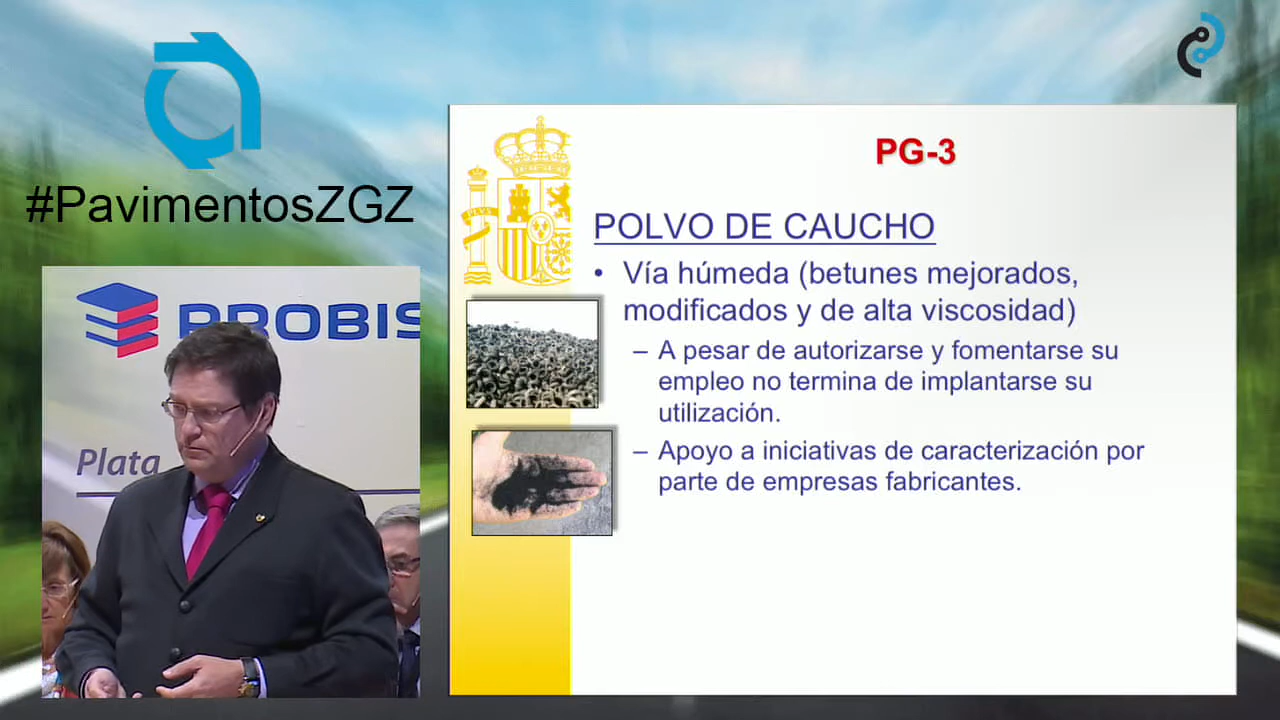 #PavimentosZGZ
PROBIS
Plata
PG-3
PLVS
POLVO DE CAUCHO
• Vía húmeda (betunes mejorados,
modificados y de alta viscosidad)
– A pesar de autorizarse y fomentarse su
empleo no termina de implantarse su
utilización.
– Apoyo a iniciativas de caracterización por
parte de empresas fabricantes.